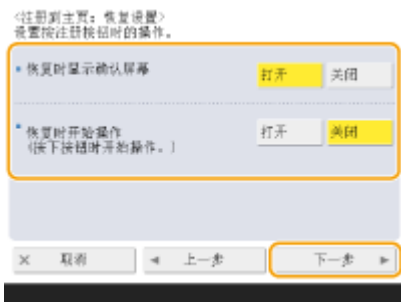 <注册到主页：恢复设置>
设置按注册按钮时的操作。
▪ 恢复时显示确认屏幕
打开 关闭
▪ 恢复时开始操作
打开 关闭
(按下按钮时开始操作。)
× 取消 ◀ 上一步 下一步 ▶